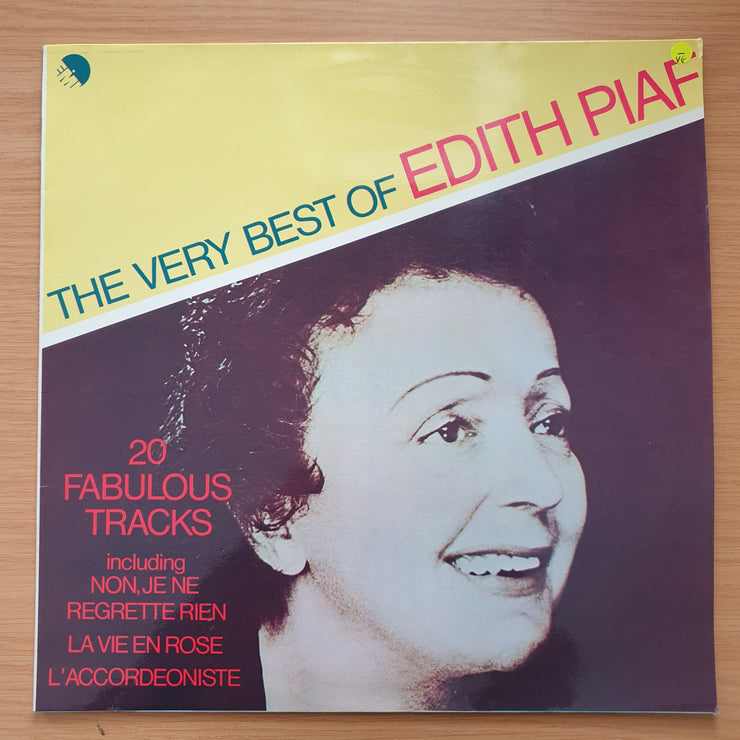 THE VERY BEST OF EDITH PIAF
20
FABULOUS
TRACKS
including
NON, JE NE
REGRETTE RIEN
LA VIE EN ROSE
L'ACCORDEONISTE